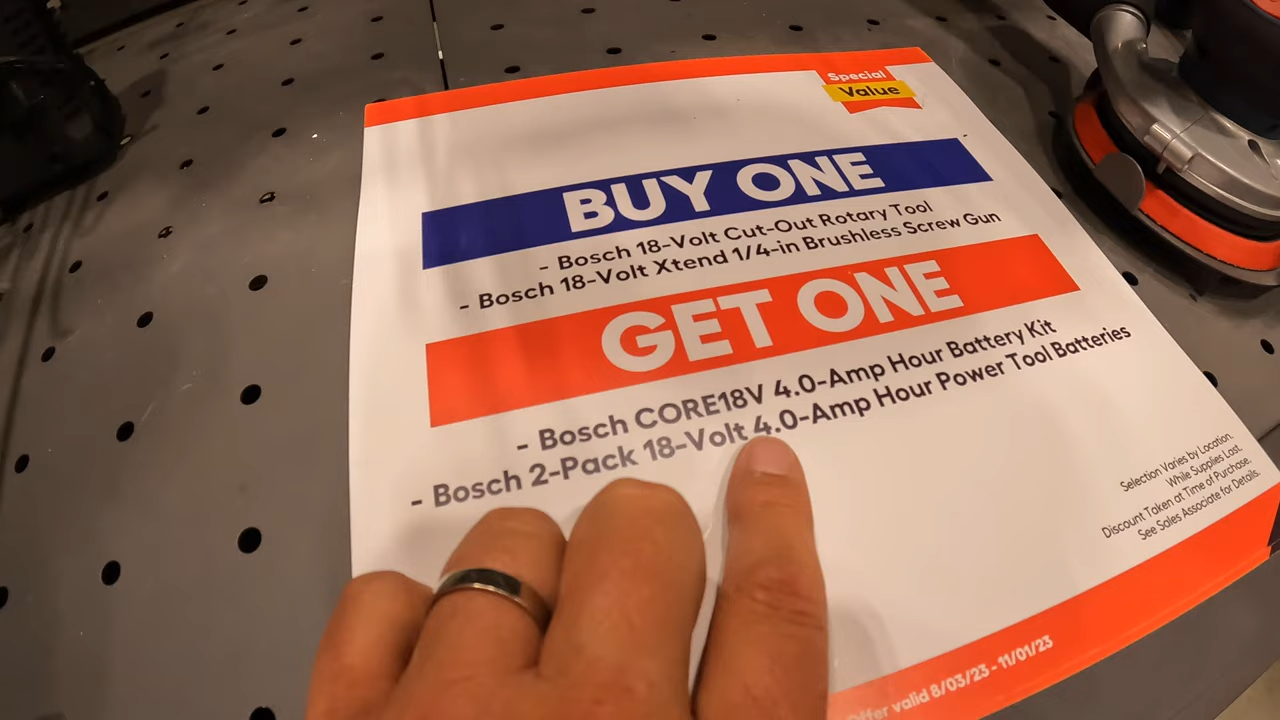 Special
Value
BUY ONE
- Bosch 18-Volt Cut-Out Rotary Tool
- Bosch 18-Volt Xtend 1/4-in Brushless Screw Gun
GET ONE
- Bosch CORE18V 4.0-Amp Hour Battery Kit
- Bosch 2-Pack 18-Volt 4.0-Amp Hour Power Tool Batteries
Selection Varies by Location.
While Supplies Last.
Discount Taken at Time of Purchase.
See Sales Associate for Details.
Offer valid 8/03/23 - 11/01/23